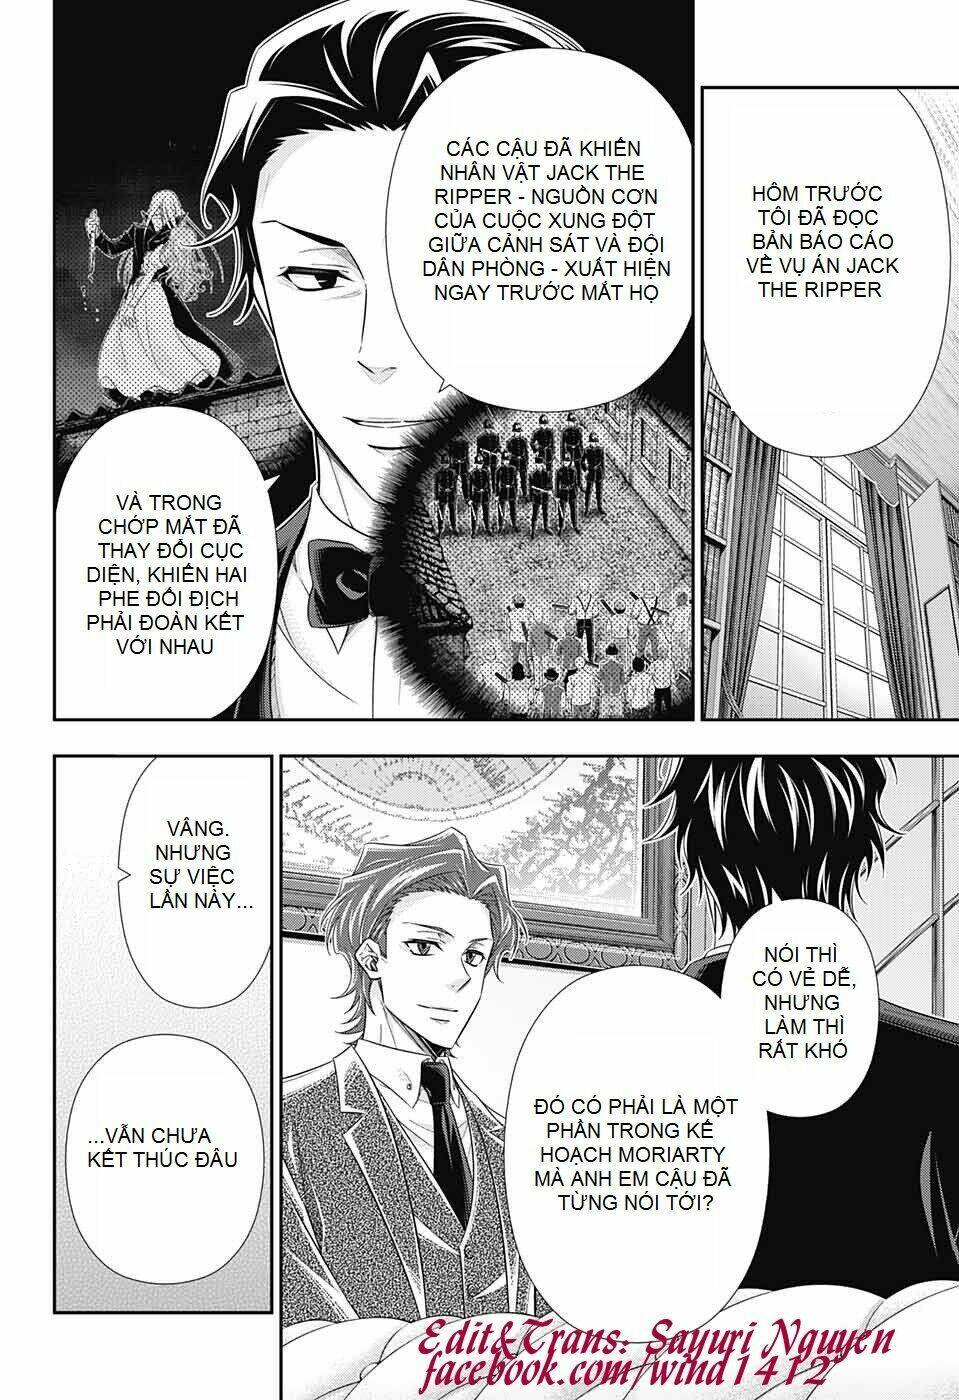 HÔM TRƯỚC
TÔI ĐÃ ĐỌC
BẢN BÁO CÁO
VỀ VỤ ÁN JACK
THE RIPPER
CÁC CẬU ĐÃ KHIẾN
NHÂN VẬT JACK THE
RIPPER - NGUỒN CƠN
CỦA CUỘC XUNG ĐỘT
GIỮA CẢNH SÁT VÀ ĐỘI
DÂN PHÒNG - XUẤT HIỆN
NGAY TRƯỚC MẮT HỌ
VÀ TRONG
CHỚP MẮT ĐÃ
THAY ĐỔI CỤC
DIỆN, KHIẾN HAI
PHE ĐỐI ĐỊCH
PHẢI ĐOÀN KẾT
VỚI NHAU
NÓI THÌ
CÓ VẺ DỄ,
NHƯNG
LÀM THÌ
RẤT KHÓ
ĐÓ CÓ PHẢI LÀ MỘT
PHẦN TRONG KẾ
HOẠCH MORIARTY
MÀ ANH EM CẬU ĐÃ
TỪNG NÓI TỚI?
VÂNG.
NHƯNG
SỰ VIỆC
LẦN NÀY...
...VẪN CHƯA
KẾT THÚC ĐÂU
Edit&Trans: Sayuri Nguyen
facebook.com/wind1412